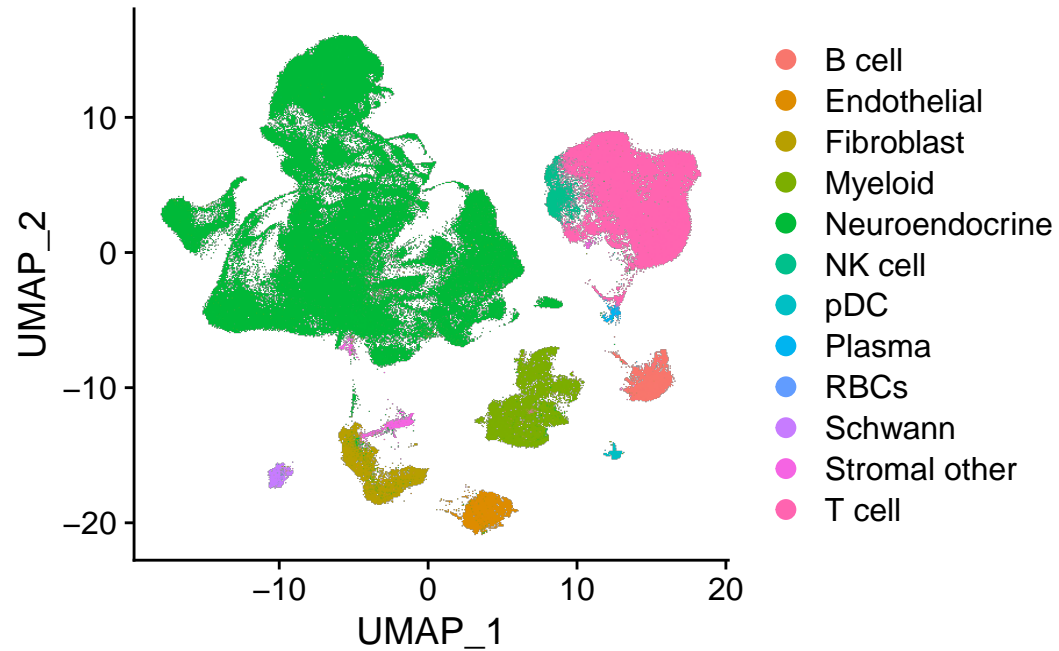 UMAP_2
10
0
−10
−20
−10
0
10
20
UMAP_1
B cell
Endothelial
Fibroblast
Myeloid
Neuroendocrine
NK cell
pDC
Plasma
RBCs
Schwann
Stromal other
T cell